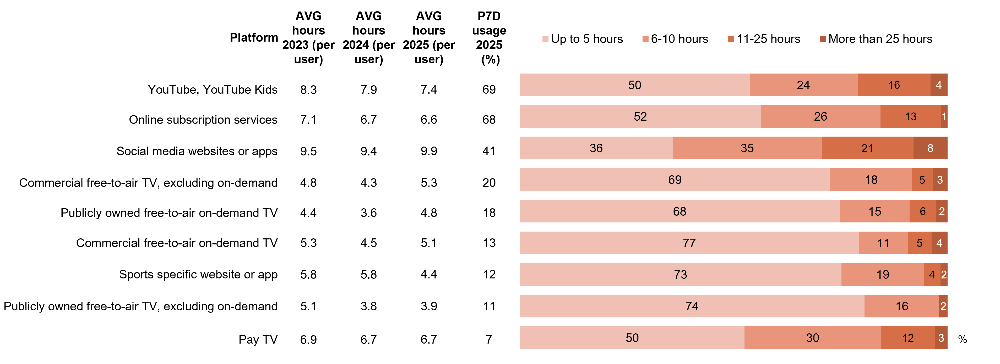 Platform
AVG
hours
2023 (per
user)
AVG
hours
2024 (per
user)
AVG
hours
2025 (per
user)
P7D
usage
2025
(%)
Up to 5 hours 6-10 hours 11-25 hours More than 25 hours
YouTube, YouTube Kids 8.3 7.9 7.4 69 50 24 16 4
Online subscription services 7.1 6.7 6.6 68 52 26 13 1
Social media websites or apps 9.5 9.4 9.9 41 36 35 21 8
Commercial free-to-air TV, excluding on-demand 4.8 4.3 5.3 20 69 18 5 3
Publicly owned free-to-air on-demand TV 4.4 3.6 4.8 18 68 15 6 2
Commercial free-to-air on-demand TV 5.3 4.5 5.1 13 77 11 5 4
Sports specific website or app 5.8 5.8 4.4 12 73 19 4 2
Publicly owned free-to-air TV, excluding on-demand 5.1 3.8 3.9 11 74 16 2
Pay TV 6.9 6.7 6.7 7 50 30 12 3 %